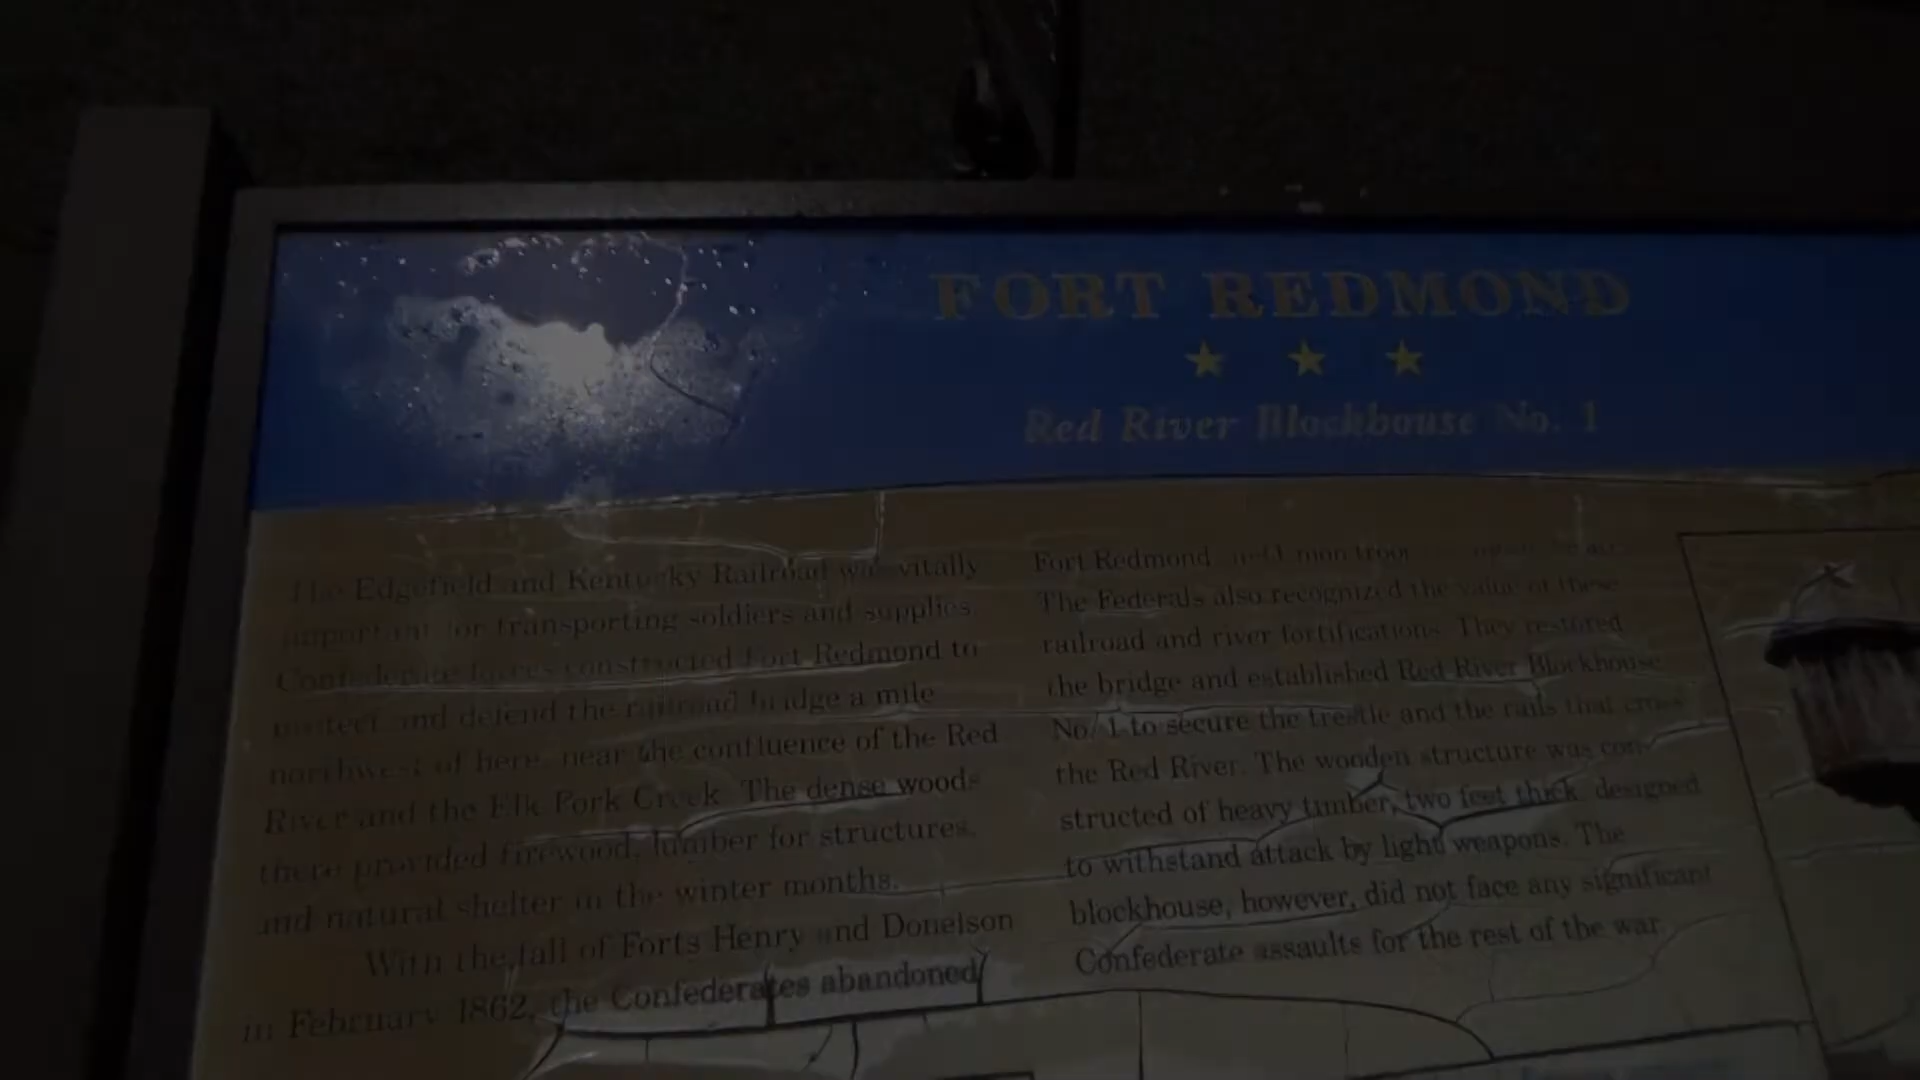 FORT REDMOND
Red River Blockhouse No. 1
The Edgefield and Kentucky Railroad was vitally
important for transporting soldiers and supplies.
Confederate forces constructed Fort Redmond to
protect and defend the railroad bridge a mile
northwest of here, near the confluence of the Red
River and the Elk Fork Creek. The dense woods
there provided firewood, lumber for structures,
and natural shelter in the winter months.
With the fall of Forts Henry and Donelson
in February 1862, the Confederates abandoned
Fort Redmond
The Federals also recognized the value of these
railroad and river fortifications. They restored
the bridge and established Red River Blockhouse
No. 1 to secure the trestle and the rails that cross
the Red River. The wooden structure was con-
structed of heavy timber, two feet thick, designed
to withstand attack by light weapons. The
blockhouse, however, did not face any significant
Confederate assaults for the rest of the war.